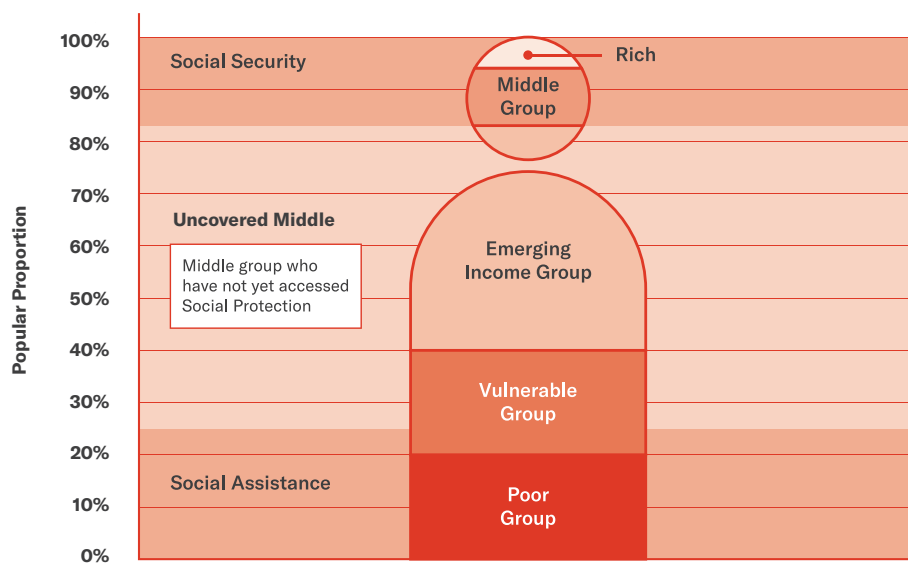 Popular Proportion
100%
90%
80%
70%
60%
50%
40%
30%
20%
10%
0%
Social Security
Rich
Middle
Group
Uncovered Middle
Middle group who
have not yet accessed
Social Protection
Emerging
Income Group
Vulnerable
Group
Social Assistance
Poor
Group